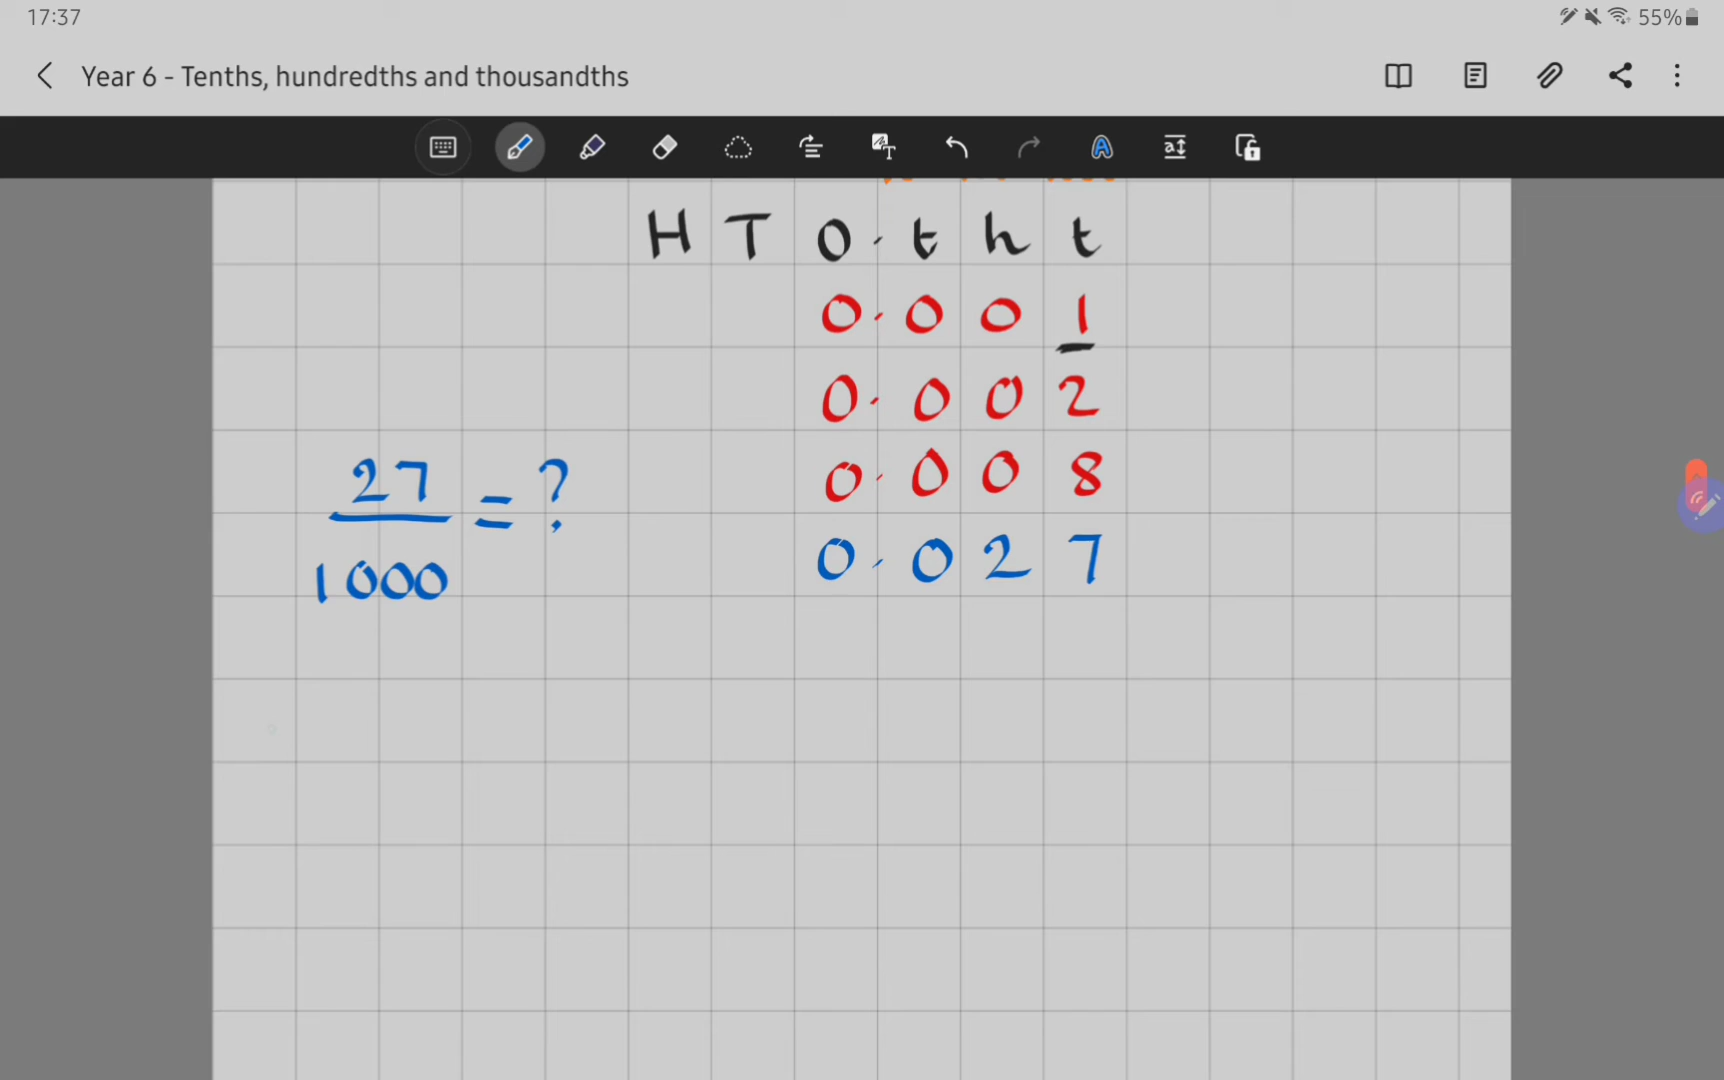 17:37
55%
Year 6 - Tenths, hundredths and thousandths
H T O . t h t
0 . 0 0 1
0 . 0 0 2
0 . 0 0 8
27
= ?
1000
0 . 0 2 7